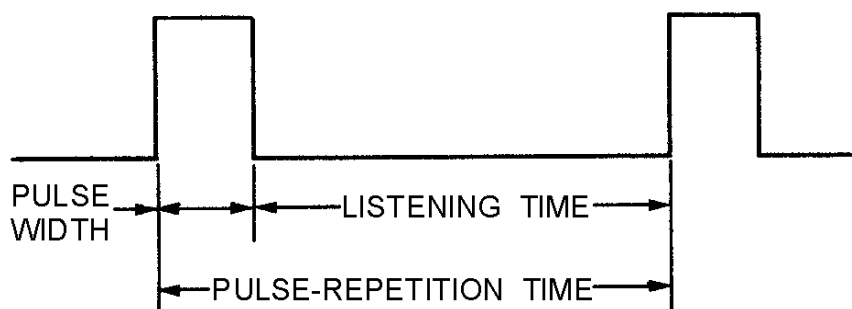 PULSE
WIDTH
LISTENING TIME
PULSE-REPETITION TIME